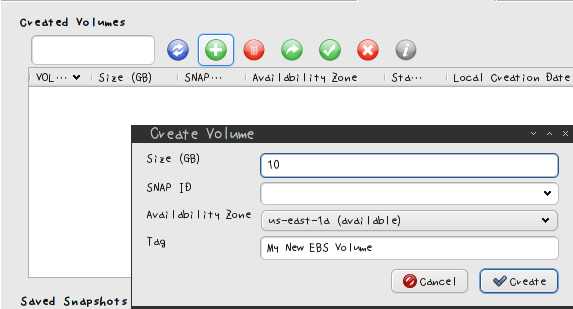 Created Volumes
VOL... Size (GB) SNAP... Availability Zone Sta... Local Creation Date
Create Volume
Size (GB) 10
SNAP ID
Availability Zone us-east-1a (available)
Tag My New EBS Volume
Cancel Create
Saved Snapshots